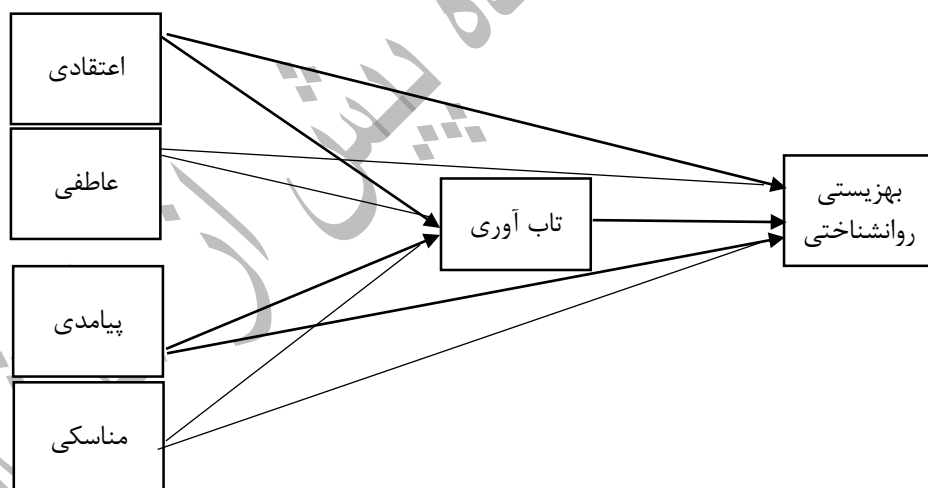 اعتقادی
عاطفی
تاب آوری
بهزیستی
روانشناختی
پیامدی
مناسکی